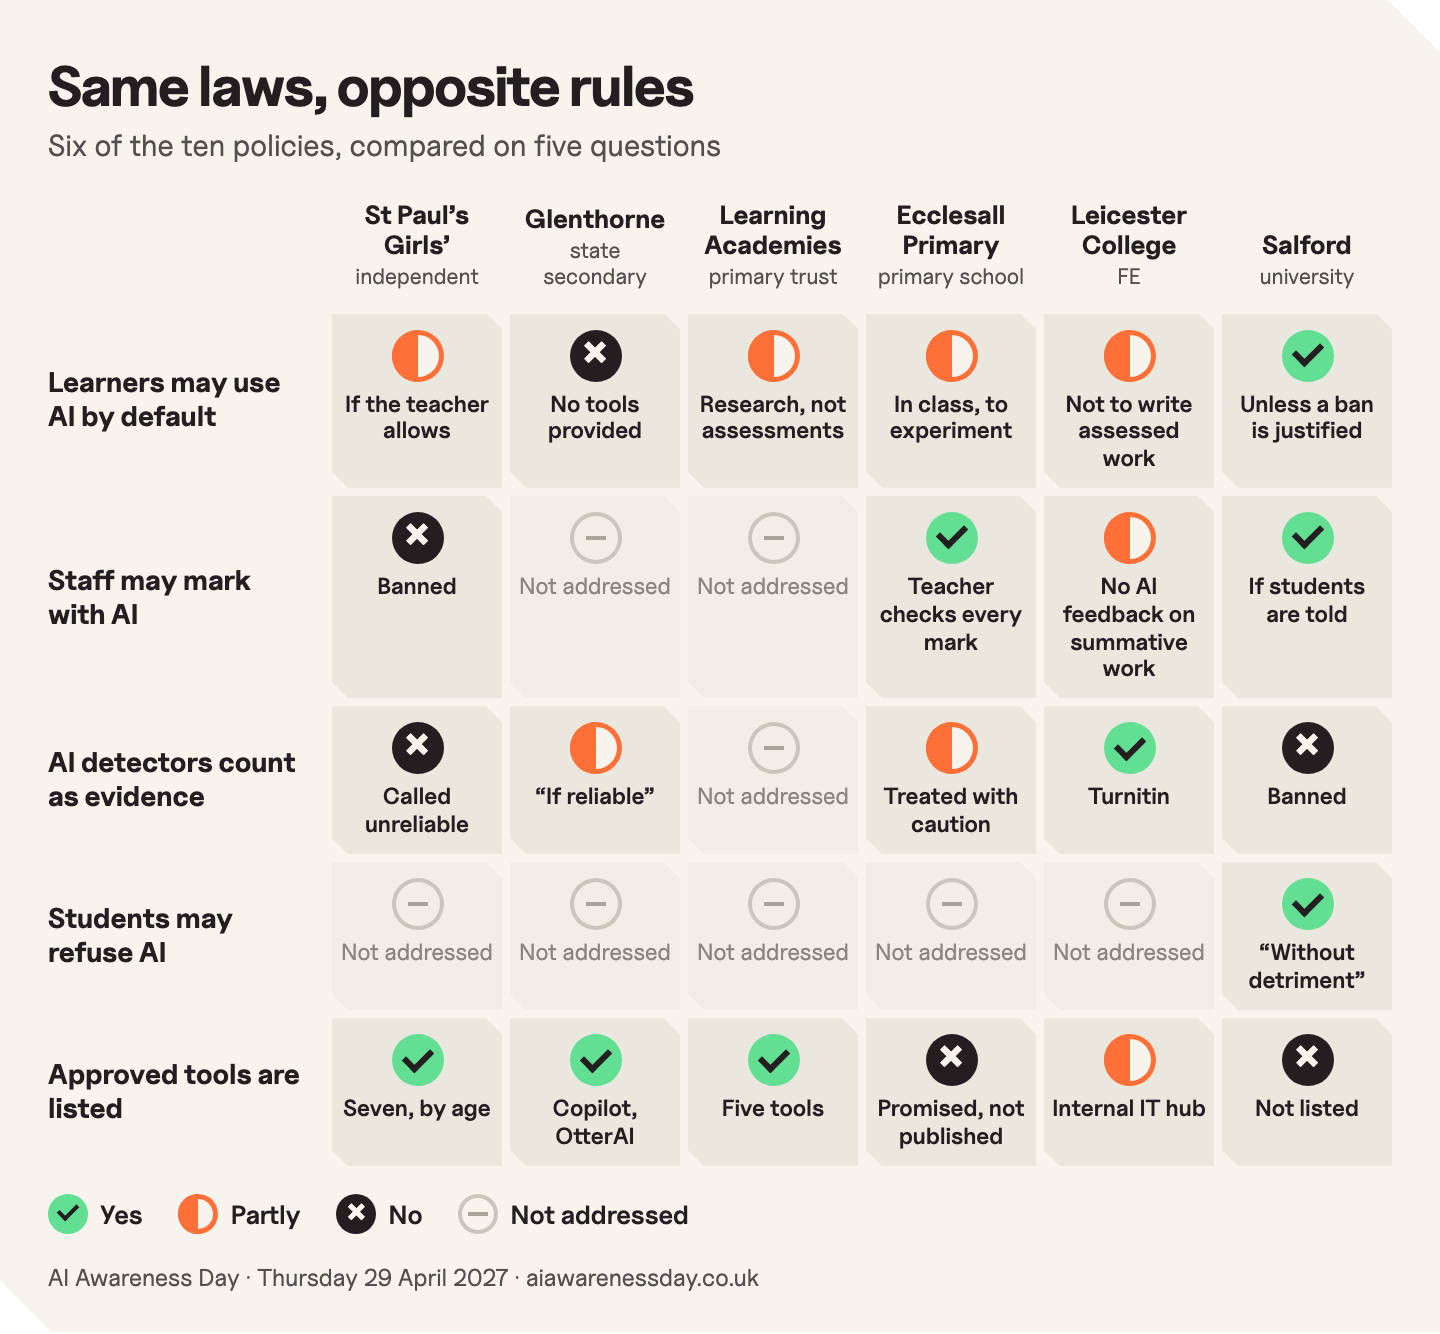 Same laws, opposite rules
Six of the ten policies, compared on five questions
St Paul’s
Girls’
independent
Glenthorne
state
secondary
Learning
Academies
primary trust
Ecclesall
Primary
primary school
Leicester
College
FE
Salford
university
Learners may use
AI by default
If the teacher
allows
No tools
provided
Research, not
assessments
In class, to
experiment
Not to write
assessed
work
Unless a ban
is justified
Staff may mark
with AI
Banned
Not addressed
Not addressed
Teacher
checks every
mark
No AI
feedback on
summative
work
If students
are told
AI detectors count
as evidence
Called
unreliable
“If reliable”
Not addressed
Treated with
caution
Turnitin
Banned
Students may
refuse AI
Not addressed
Not addressed
Not addressed
Not addressed
Not addressed
“Without
detriment”
Approved tools are
listed
Seven, by age
Copilot,
OtterAI
Five tools
Promised, not
published
Internal IT hub
Not listed
Yes
Partly
No
Not addressed
AI Awareness Day · Thursday 29 April 2027 · aiawarenessday.co.uk